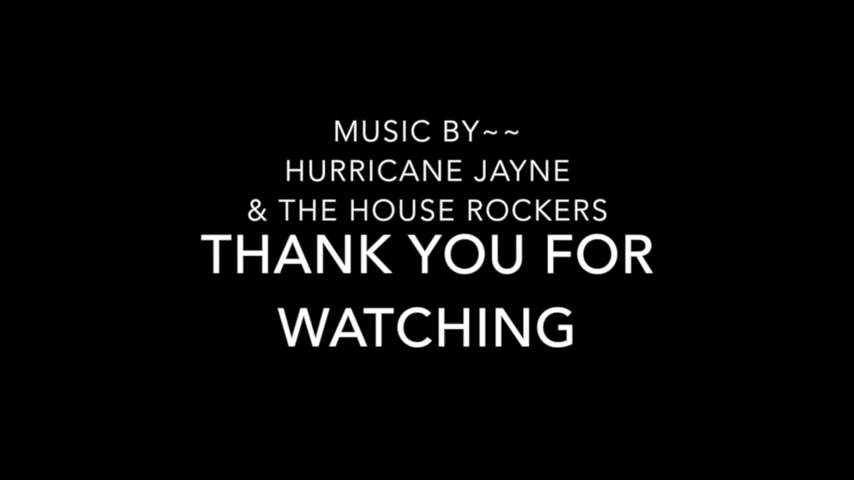 MUSIC BY~~
HURRICANE JAYNE
& THE HOUSE ROCKERS
THANK YOU FOR
WATCHING